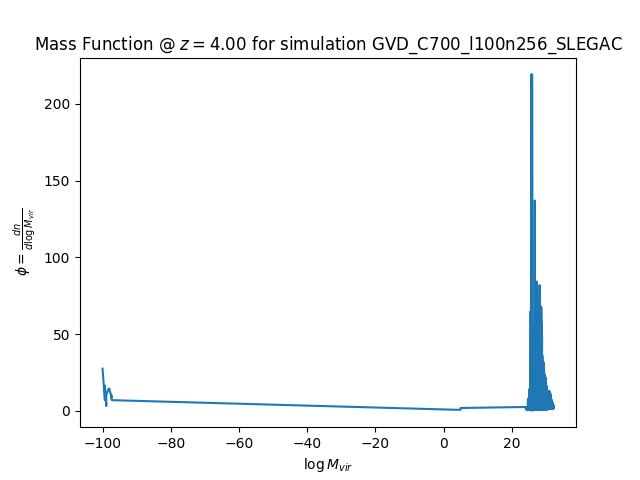 Mass Function @ z = 4.00 for simulation GVD_C700_l100n256_SLEGAC
200
150
100
50
0
ϕ = dn/dlog M_vir
−100 −80 −60 −40 −20 0 20
log M_vir